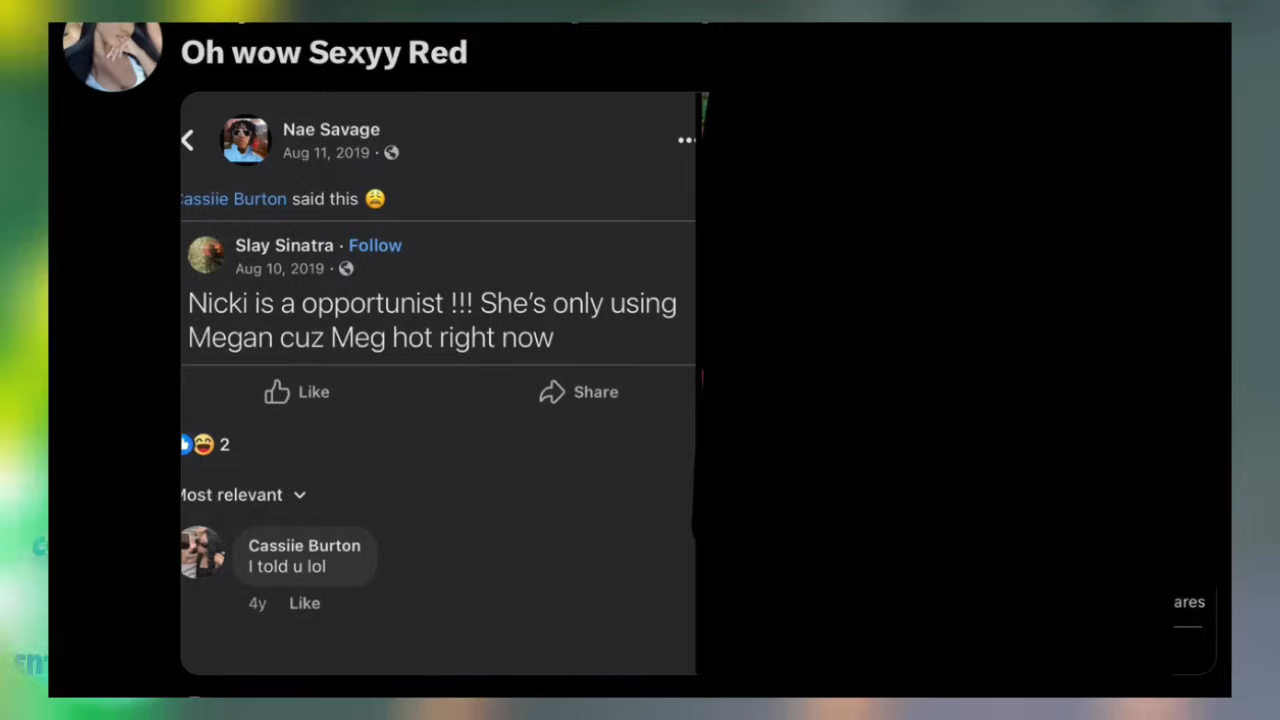 Oh wow Sexyy Red
Nae Savage
Aug 11, 2019 ·
assiie Burton said this 😩
Slay Sinatra · Follow
Aug 10, 2019 ·
Nicki is a opportunist !!! She's only using
Megan cuz Meg hot right now
Like Share
2
Most relevant
Cassiie Burton
I told u lol
4y Like
ares